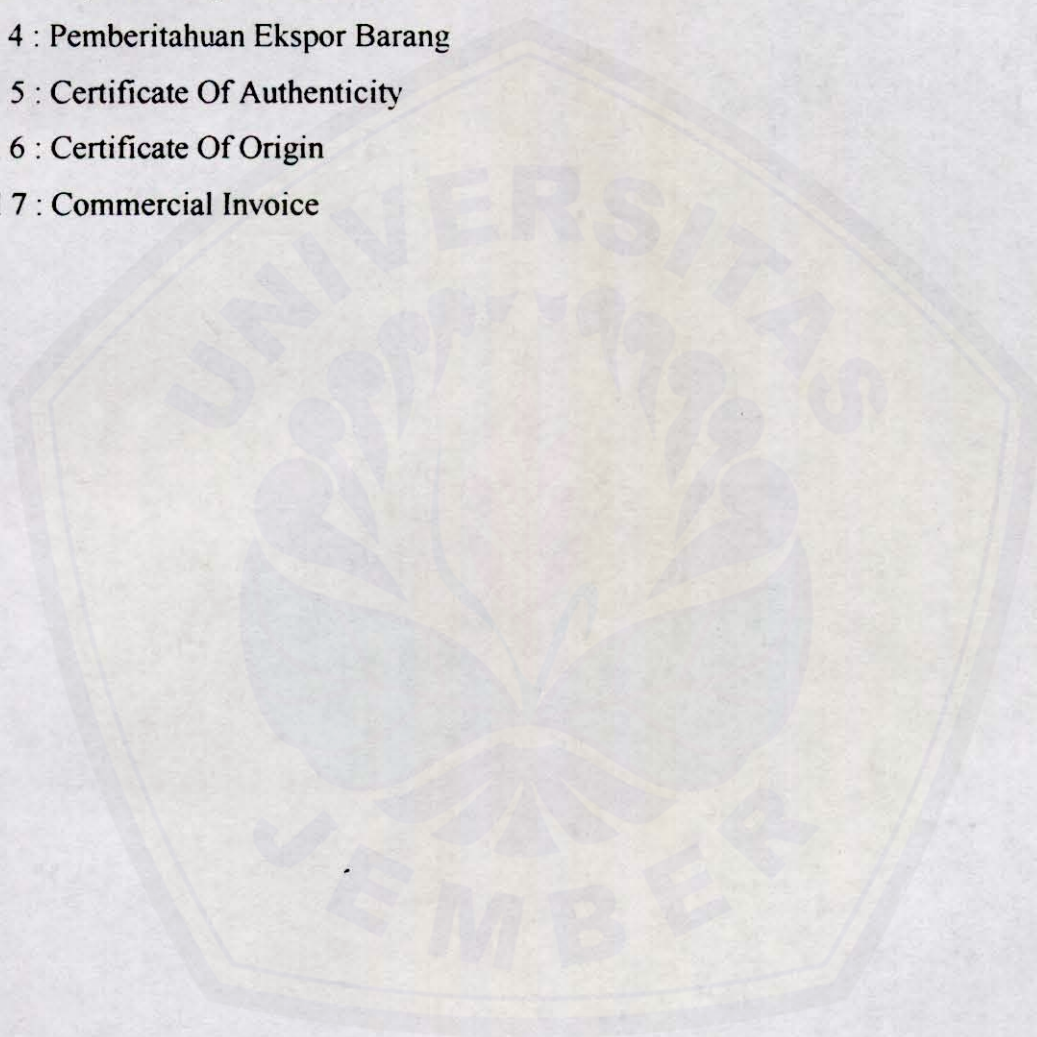 4 : Pemberitahuan Ekspor Barang
5 : Certificate Of Authenticity
6 : Certificate Of Origin
7 : Commercial Invoice
UNIVERSITAS
JEMBER